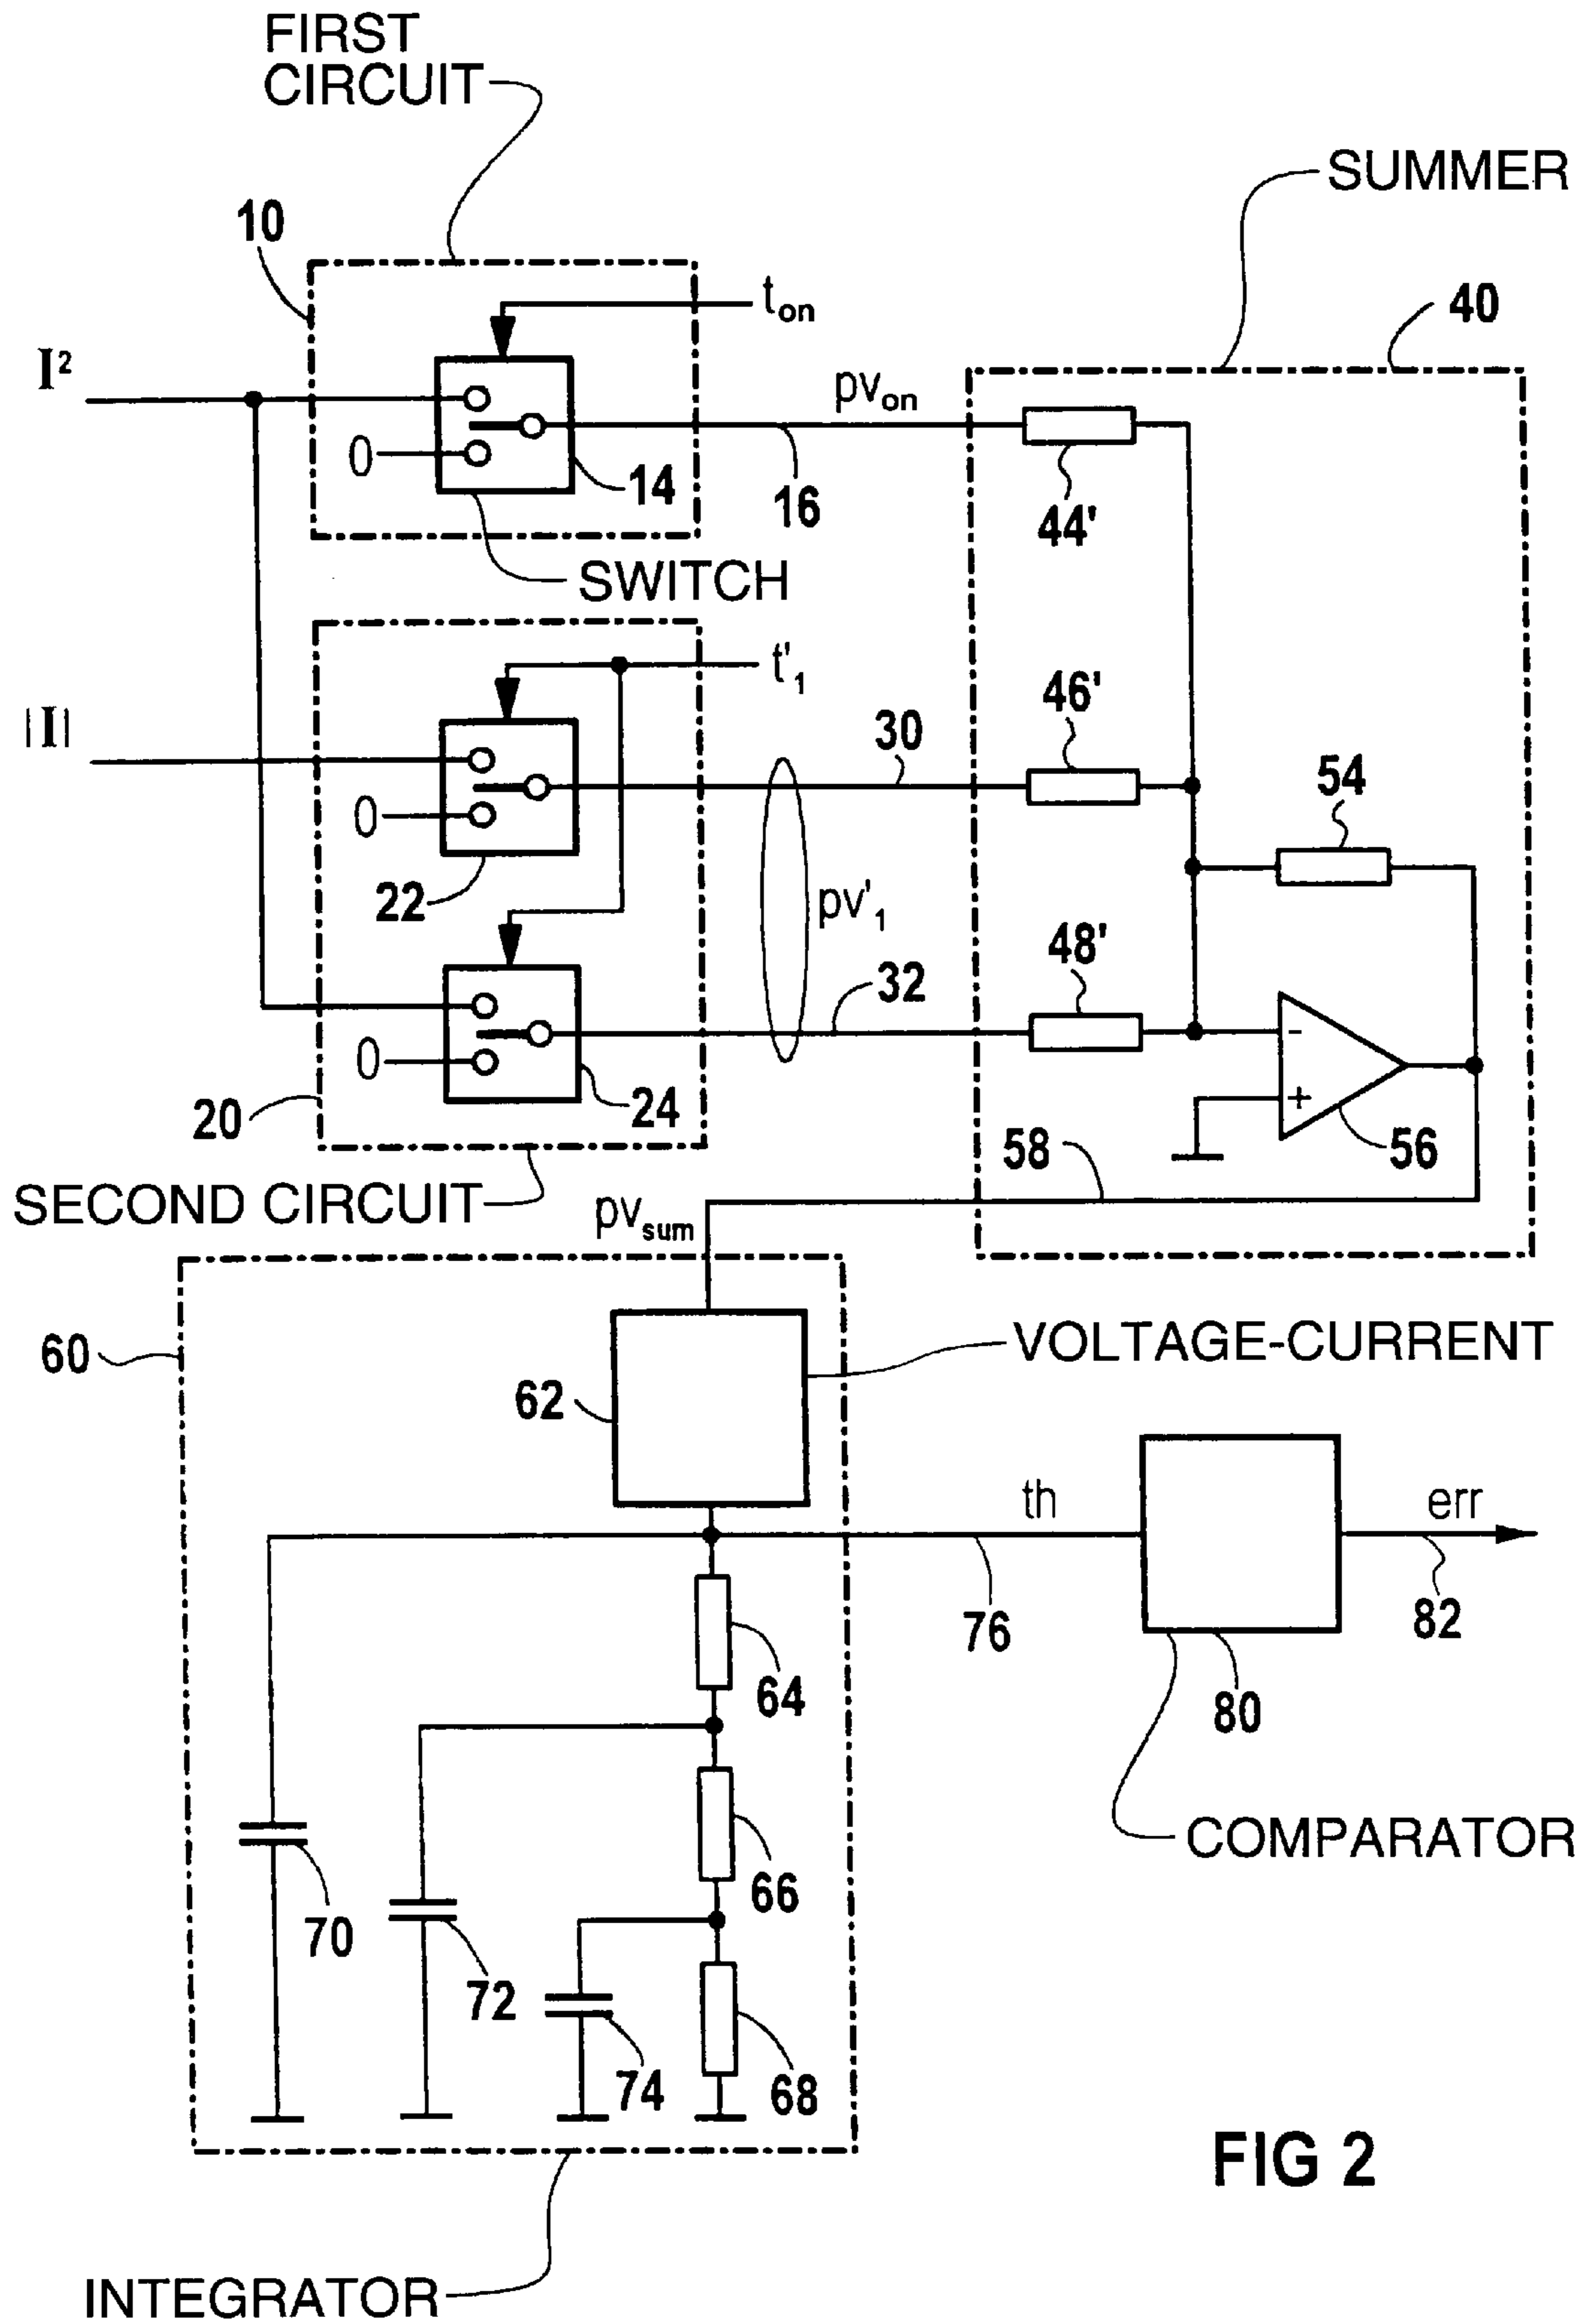 FIRST
CIRCUIT
SUMMER
10
40
t_on
I²
pv_on
0
14
16
44'
SWITCH
t'₁
|I|
46'
30
54
0
22
pv'₁
48'
32
0
24
20
-
+
56
58
SECOND CIRCUIT
pv_sum
60
VOLTAGE-CURRENT
62
th
err
76
82
64
80
COMPARATOR
66
70
72
74
68
FIG 2
INTEGRATOR